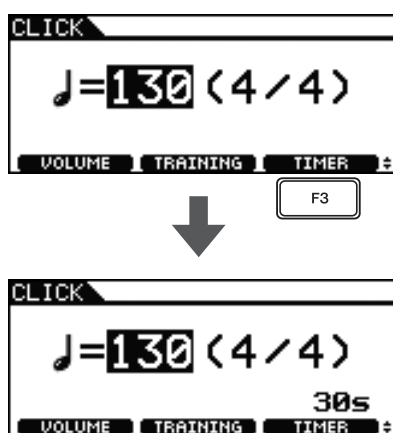 CLICK
♩=130(4/4)
VOLUME TRAINING TIMER
F3
CLICK
♩=130(4/4)
30s
VOLUME TRAINING TIMER